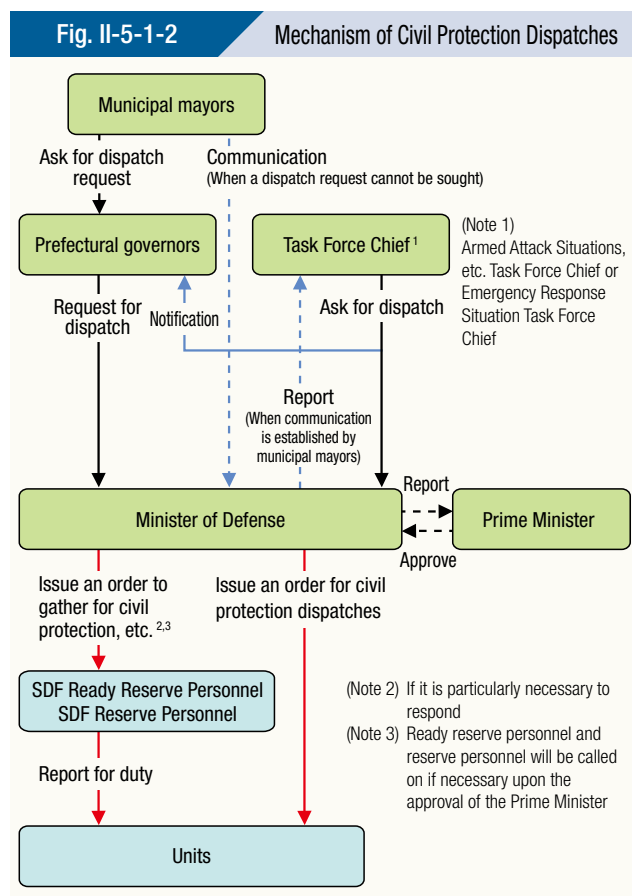 Fig. II-5-1-2
Mechanism of Civil Protection Dispatches
Municipal mayors
Ask for dispatch
request
Communication
(When a dispatch request cannot be sought)
Prefectural governors
Task Force Chief 1
(Note 1)
Armed Attack Situations,
etc. Task Force Chief or
Emergency Response
Situation Task Force
Chief
Request for
dispatch
Notification
Ask for dispatch
Report
(When communication
is established by
municipal mayors)
Minister of Defense
Report
Approve
Prime Minister
Issue an order to
gather for civil
protection, etc. 2,3
Issue an order for civil
protection dispatches
SDF Ready Reserve Personnel
SDF Reserve Personnel
(Note 2) If it is particularly necessary to
respond
(Note 3) Ready reserve personnel and
reserve personnel will be called
on if necessary upon the
approval of the Prime Minister
Report for duty
Units